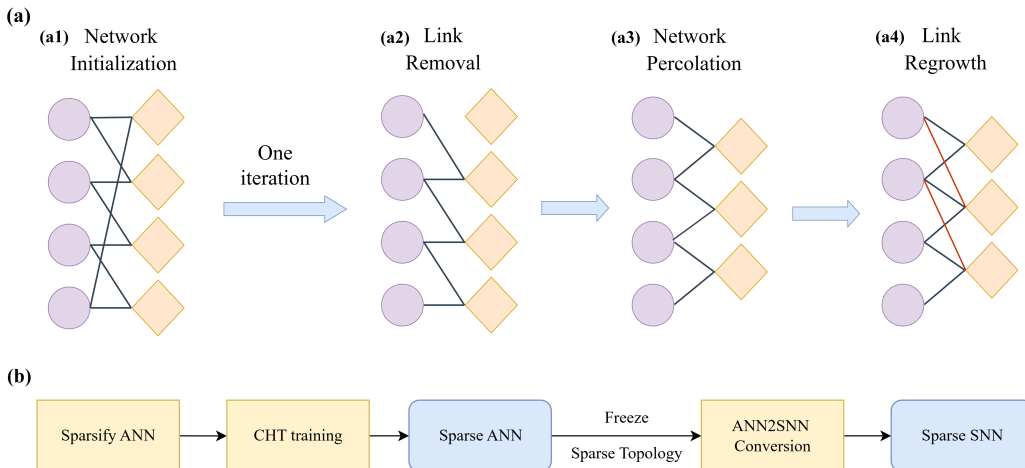 (a)
(a1) Network
Initialization
(a2) Link
Removal
(a3) Network
Percolation
(a4) Link
Regrowth
One
iteration
(b)
Sparsify ANN
CHT training
Sparse ANN
Freeze
Sparse Topology
ANN2SNN
Conversion
Sparse SNN